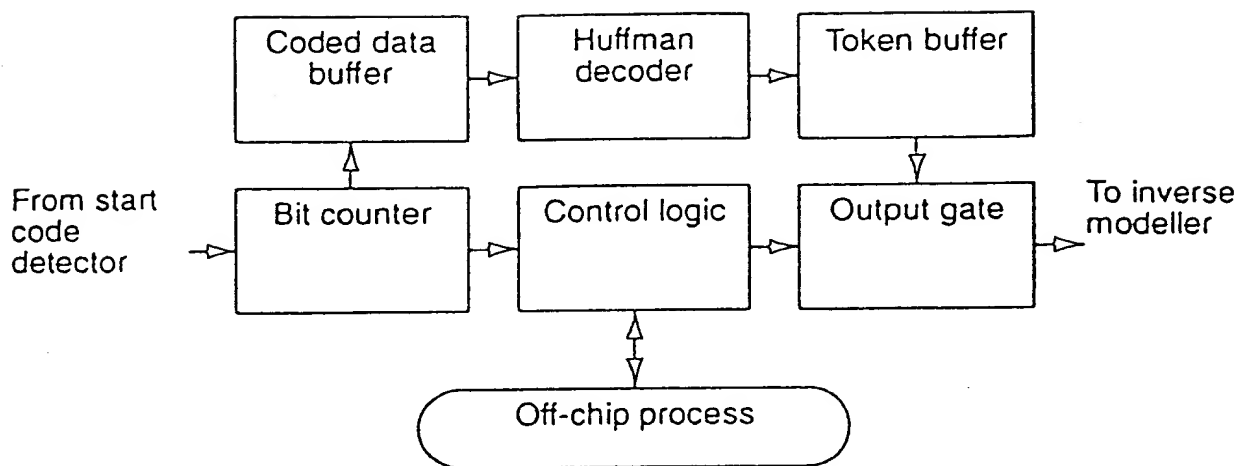 Coded data
buffer
Huffman
decoder
Token buffer
From start
code
detector
Bit counter
Control logic
Output gate
To inverse
modeller
Off-chip process